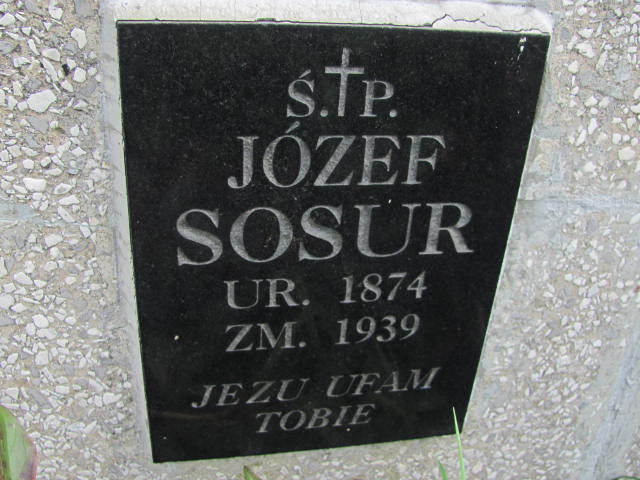 Ś.†P.
JÓZEF
SOSUR
UR. 1874
ZM. 1939
JEZU UFAM
TOBIE